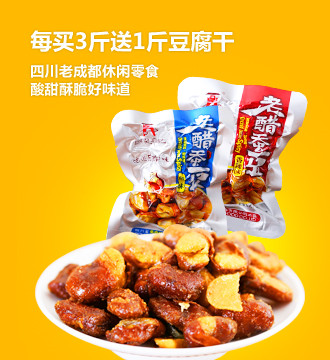 每买3斤送1斤豆腐干
四川老成都休闲零食
酸甜酥脆好味道
老醋蚕豆
老醋蚕豆